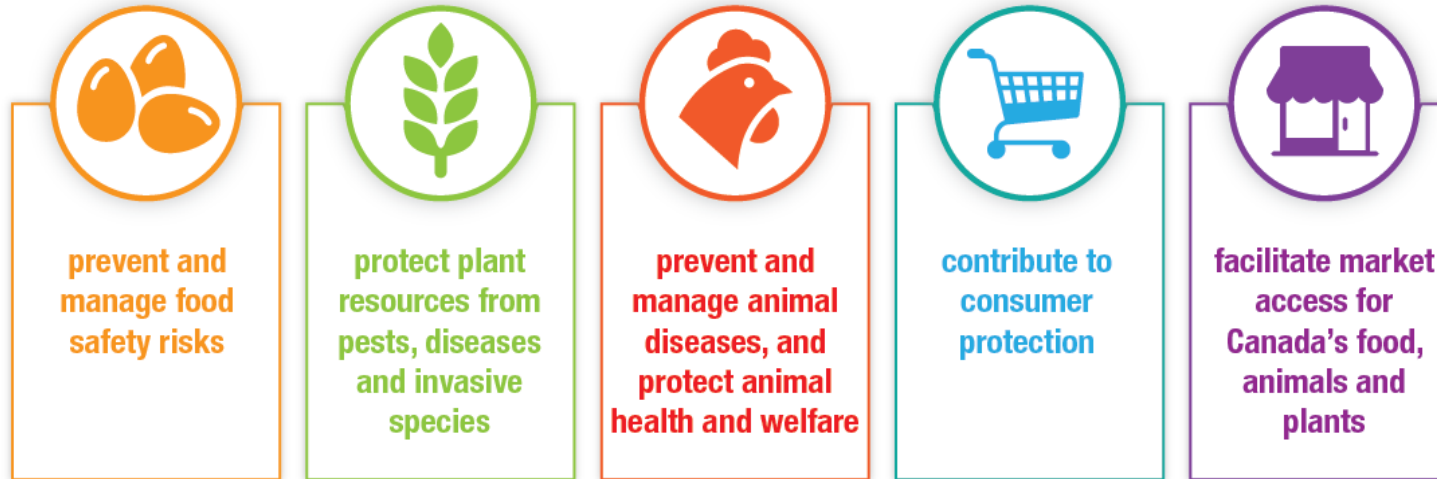 prevent and
manage food
safety risks
protect plant
resources from
pests, diseases
and invasive
species
prevent and
manage animal
diseases, and
protect animal
health and welfare
contribute to
consumer
protection
facilitate market
access for
Canada’s food,
animals and
plants